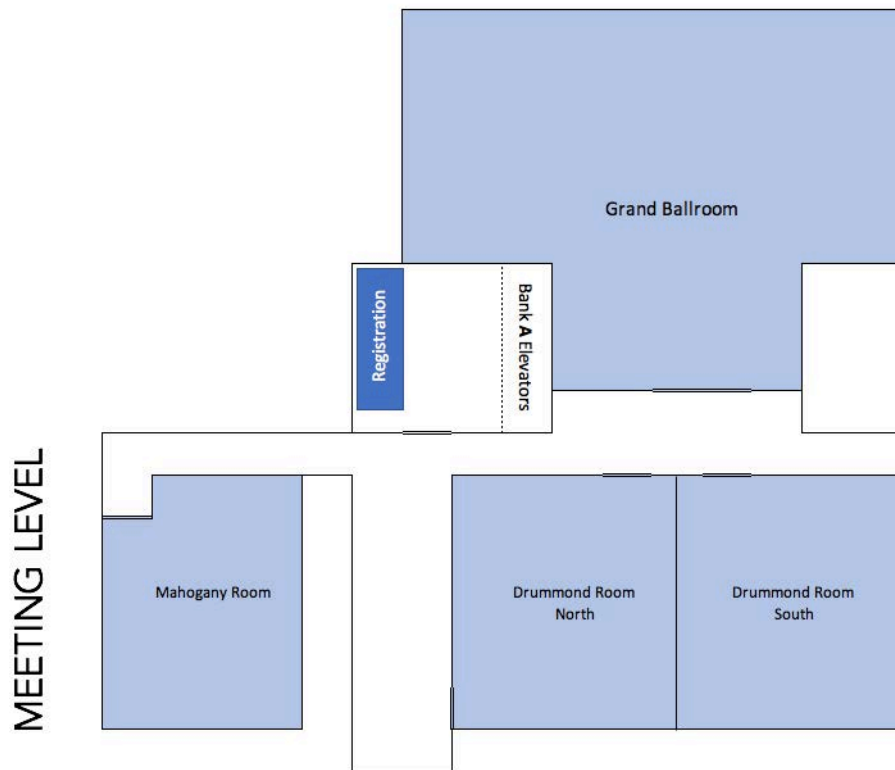 Grand Ballroom
Registration
Bank A Elevators
MEETING LEVEL
Mahogany Room
Drummond Room
North
Drummond Room
South